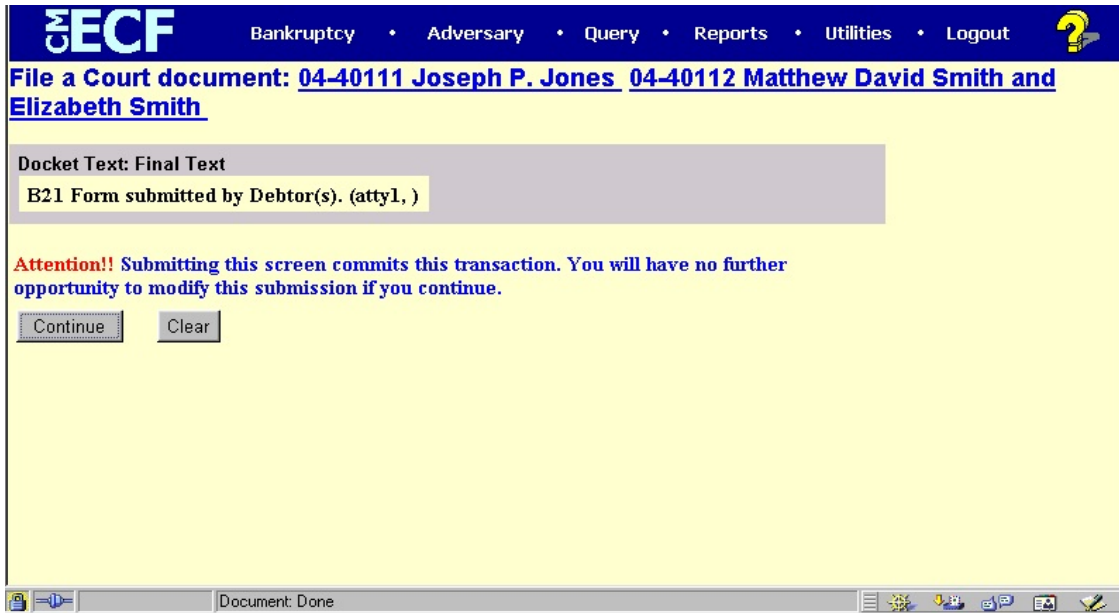 CM ECF Bankruptcy • Adversary • Query • Reports • Utilities • Logout ?
File a Court document: 04-40111 Joseph P. Jones 04-40112 Matthew David Smith and
Elizabeth Smith
Docket Text: Final Text
B21 Form submitted by Debtor(s). (atty1, )
Attention!! Submitting this screen commits this transaction. You will have no further
opportunity to modify this submission if you continue.
Continue Clear
Document: Done